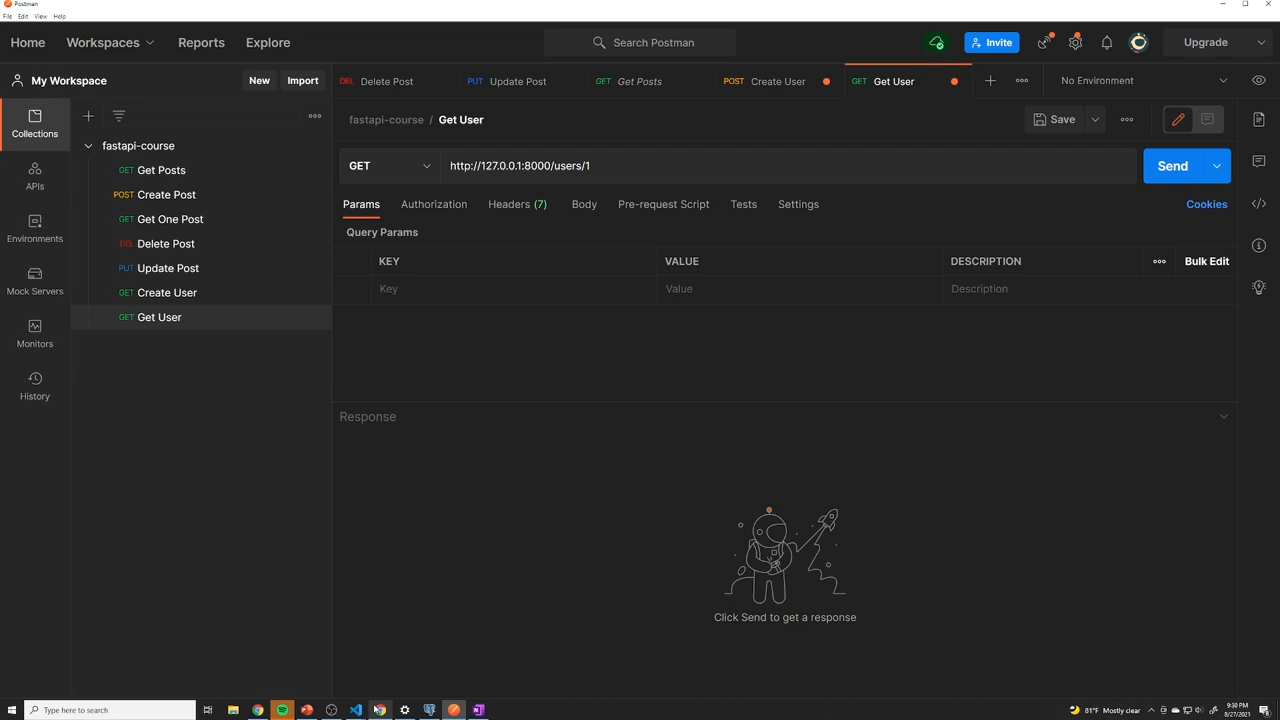 Postman
File Edit View Help
Home Workspaces Reports Explore Search Postman Invite Upgrade
My Workspace New Import
DEL Delete Post PUT Update Post GET Get Posts POST Create User GET Get User No Environment
Collections
APIs
Environments
Mock Servers
Monitors
History
fastapi-course
GET Get Posts
POST Create Post
GET Get One Post
DEL Delete Post
PUT Update Post
GET Create User
GET Get User
fastapi-course / Get User Save
GET http://127.0.0.1:8000/users/1 Send
Params Authorization Headers (7) Body Pre-request Script Tests Settings Cookies
Query Params
KEY VALUE DESCRIPTION Bulk Edit
Key Value Description
Response
Click Send to get a response
Type here to search
81°F Mostly clear
9:30 PM
8/27/2021